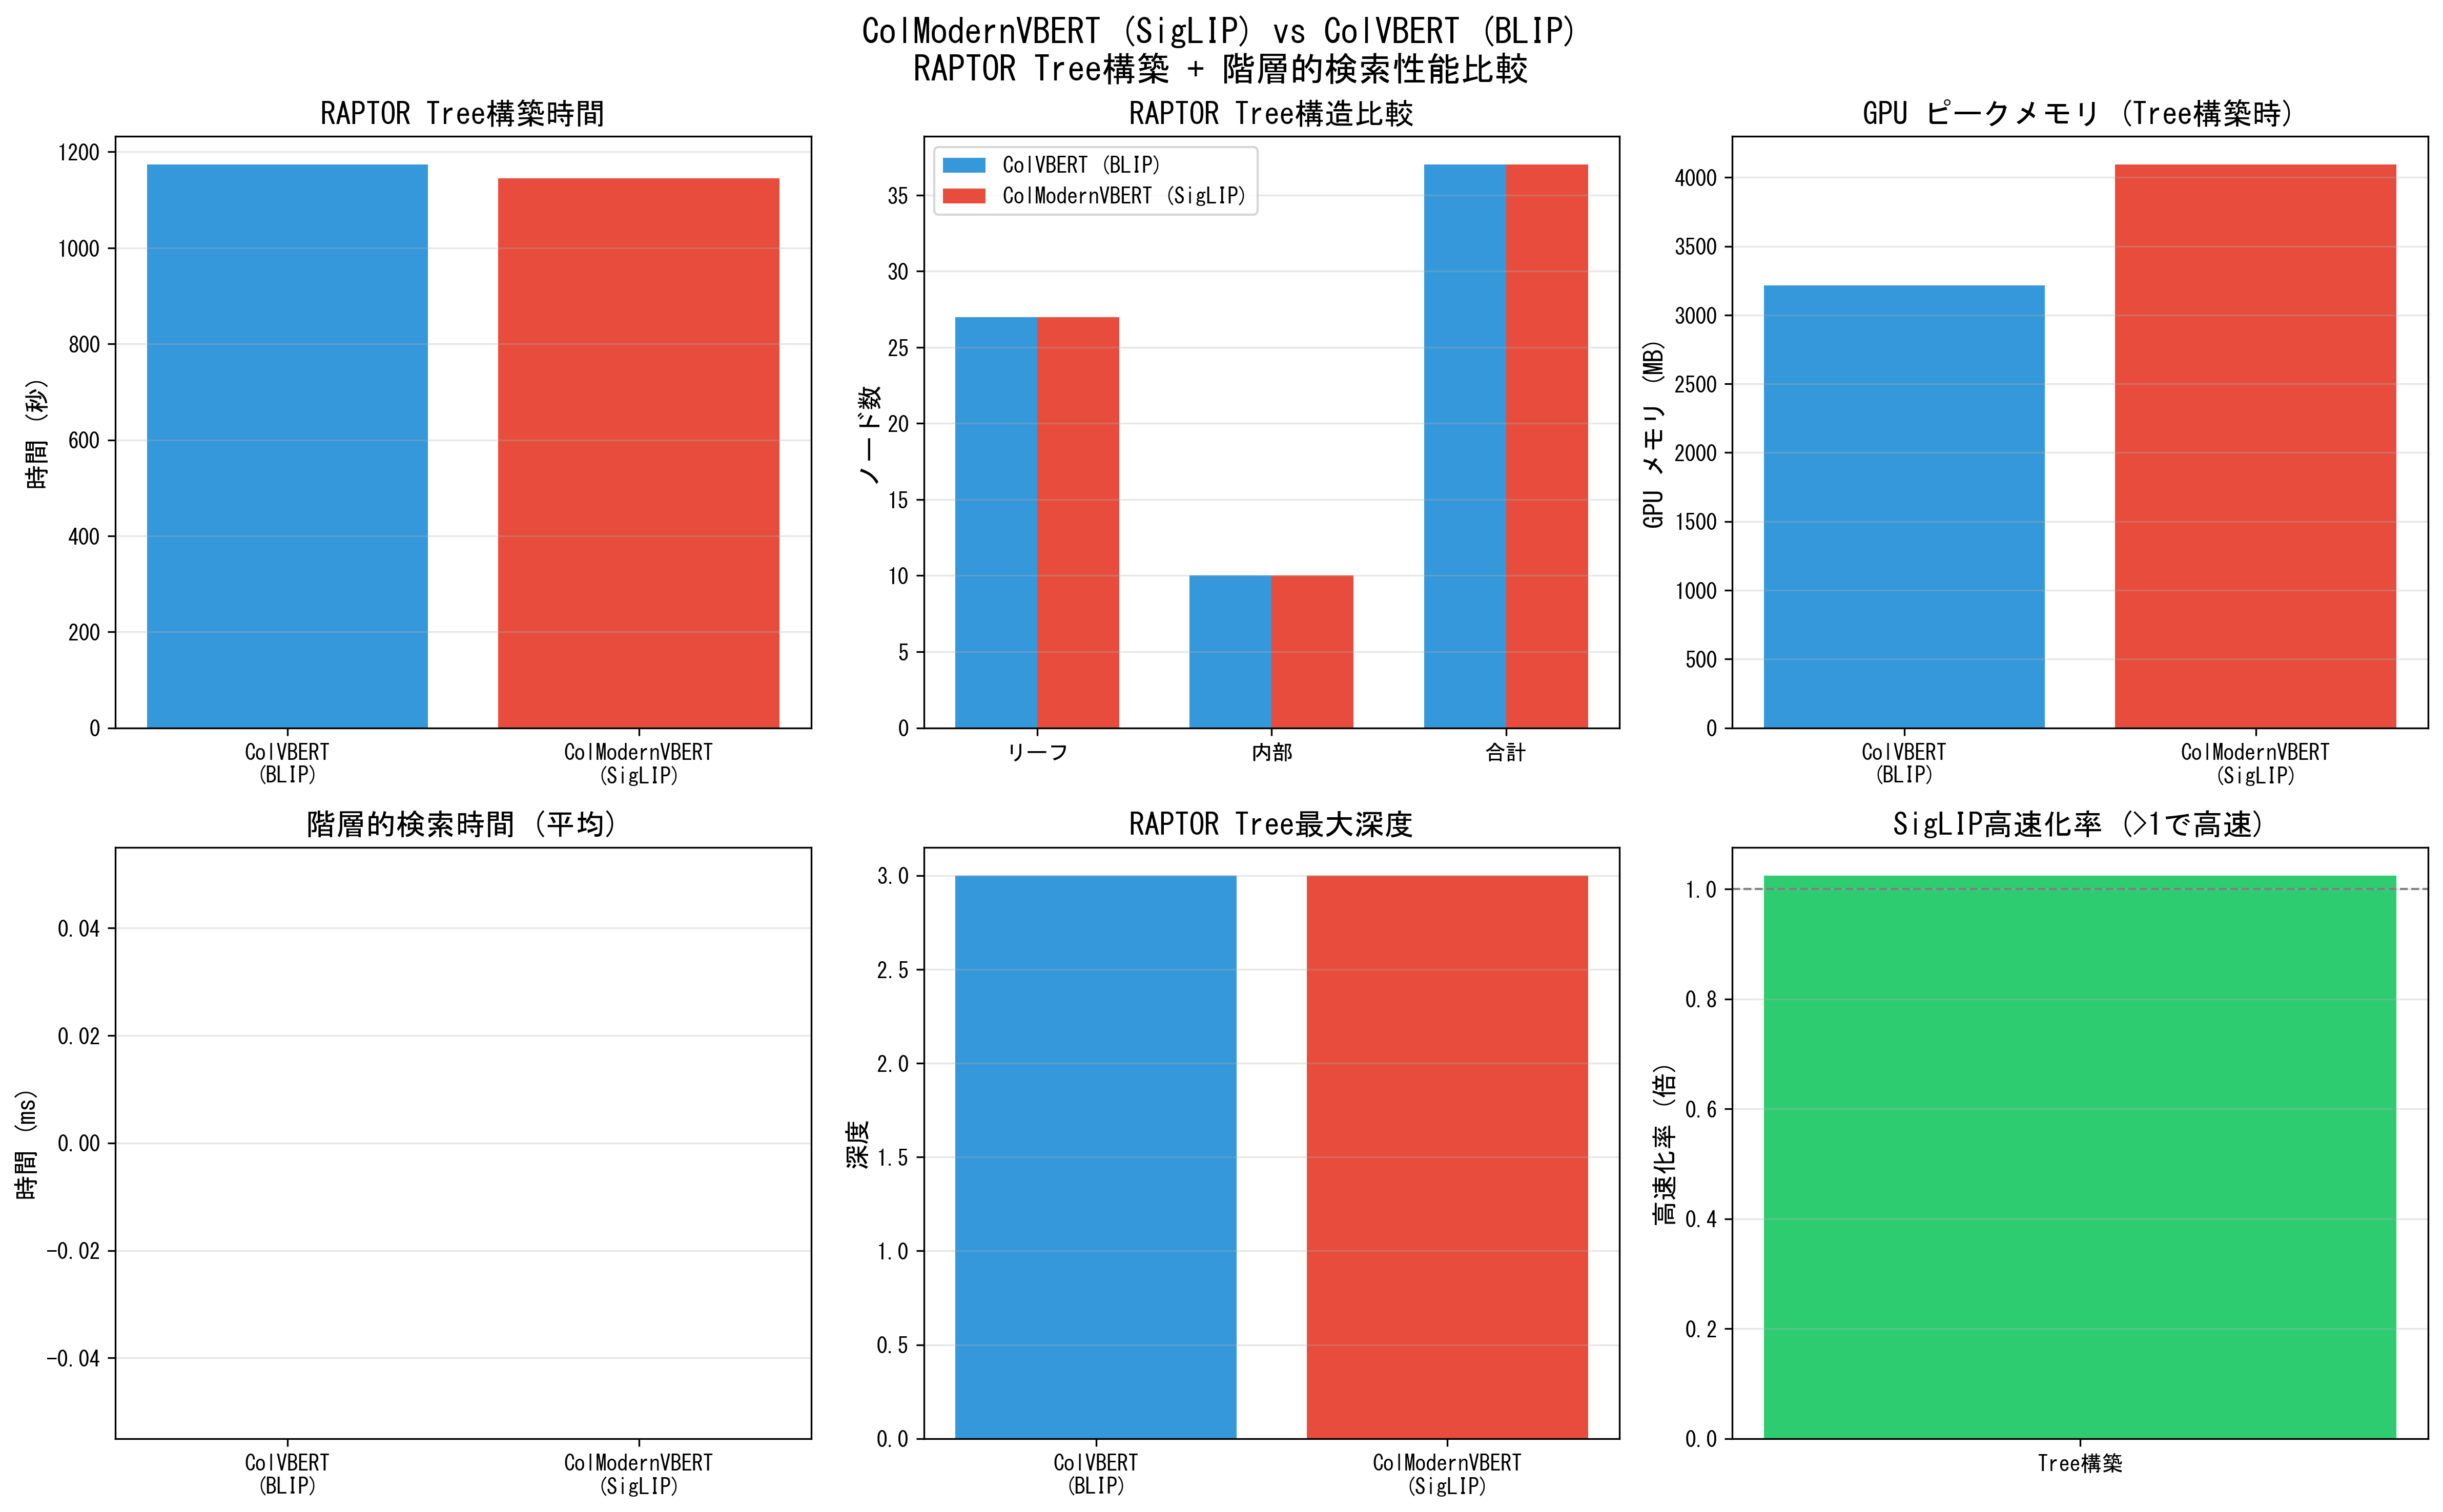 ColModernVBERT (SigLIP) vs ColVBERT (BLIP)
RAPTOR Tree構築 + 階層的検索性能比較
RAPTOR Tree構築時間
時間 (秒)
1200
1000
800
600
400
200
0
ColVBERT
(BLIP)
ColModernVBERT
(SigLIP)
RAPTOR Tree構造比較
ColVBERT (BLIP)
ColModernVBERT (SigLIP)
ノード数
35
30
25
20
15
10
5
0
リーフ
内部
合計
GPU ピークメモリ (Tree構築時)
GPU メモリ (MB)
4000
3500
3000
2500
2000
1500
1000
500
0
ColVBERT
(BLIP)
ColModernVBERT
(SigLIP)
階層的検索時間 (平均)
時間 (ms)
0.04
0.02
0.00
−0.02
−0.04
ColVBERT
(BLIP)
ColModernVBERT
(SigLIP)
RAPTOR Tree最大深度
深度
3.0
2.5
2.0
1.5
1.0
0.5
0.0
ColVBERT
(BLIP)
ColModernVBERT
(SigLIP)
SigLIP高速化率 (>1で高速)
高速化率 (倍)
1.0
0.8
0.6
0.4
0.2
0.0
Tree構築